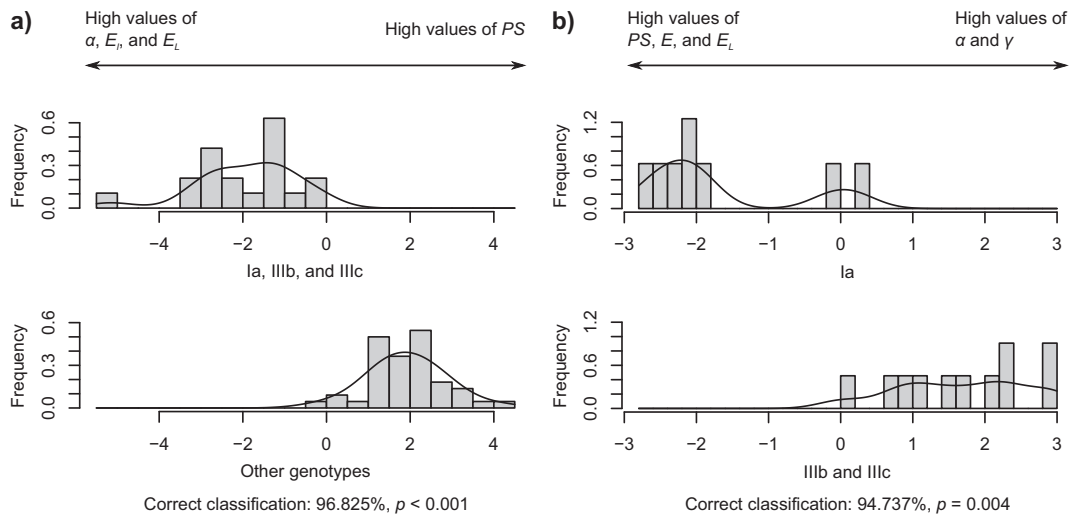 a)
High values of
α, E_I, and E_L
High values of PS
Frequency
0.6
0.3
0.0
−4 −2 0 2 4
Ia, IIIb, and IIIc
Frequency
0.6
0.3
0.0
−4 −2 0 2 4
Other genotypes
Correct classification: 96.825%, p < 0.001
b)
High values of
PS, E, and E_L
High values of
α and γ
Frequency
1.2
0.6
0.0
−3 −2 −1 0 1 2 3
Ia
Frequency
1.2
0.6
0.0
−3 −2 −1 0 1 2 3
IIIb and IIIc
Correct classification: 94.737%, p = 0.004